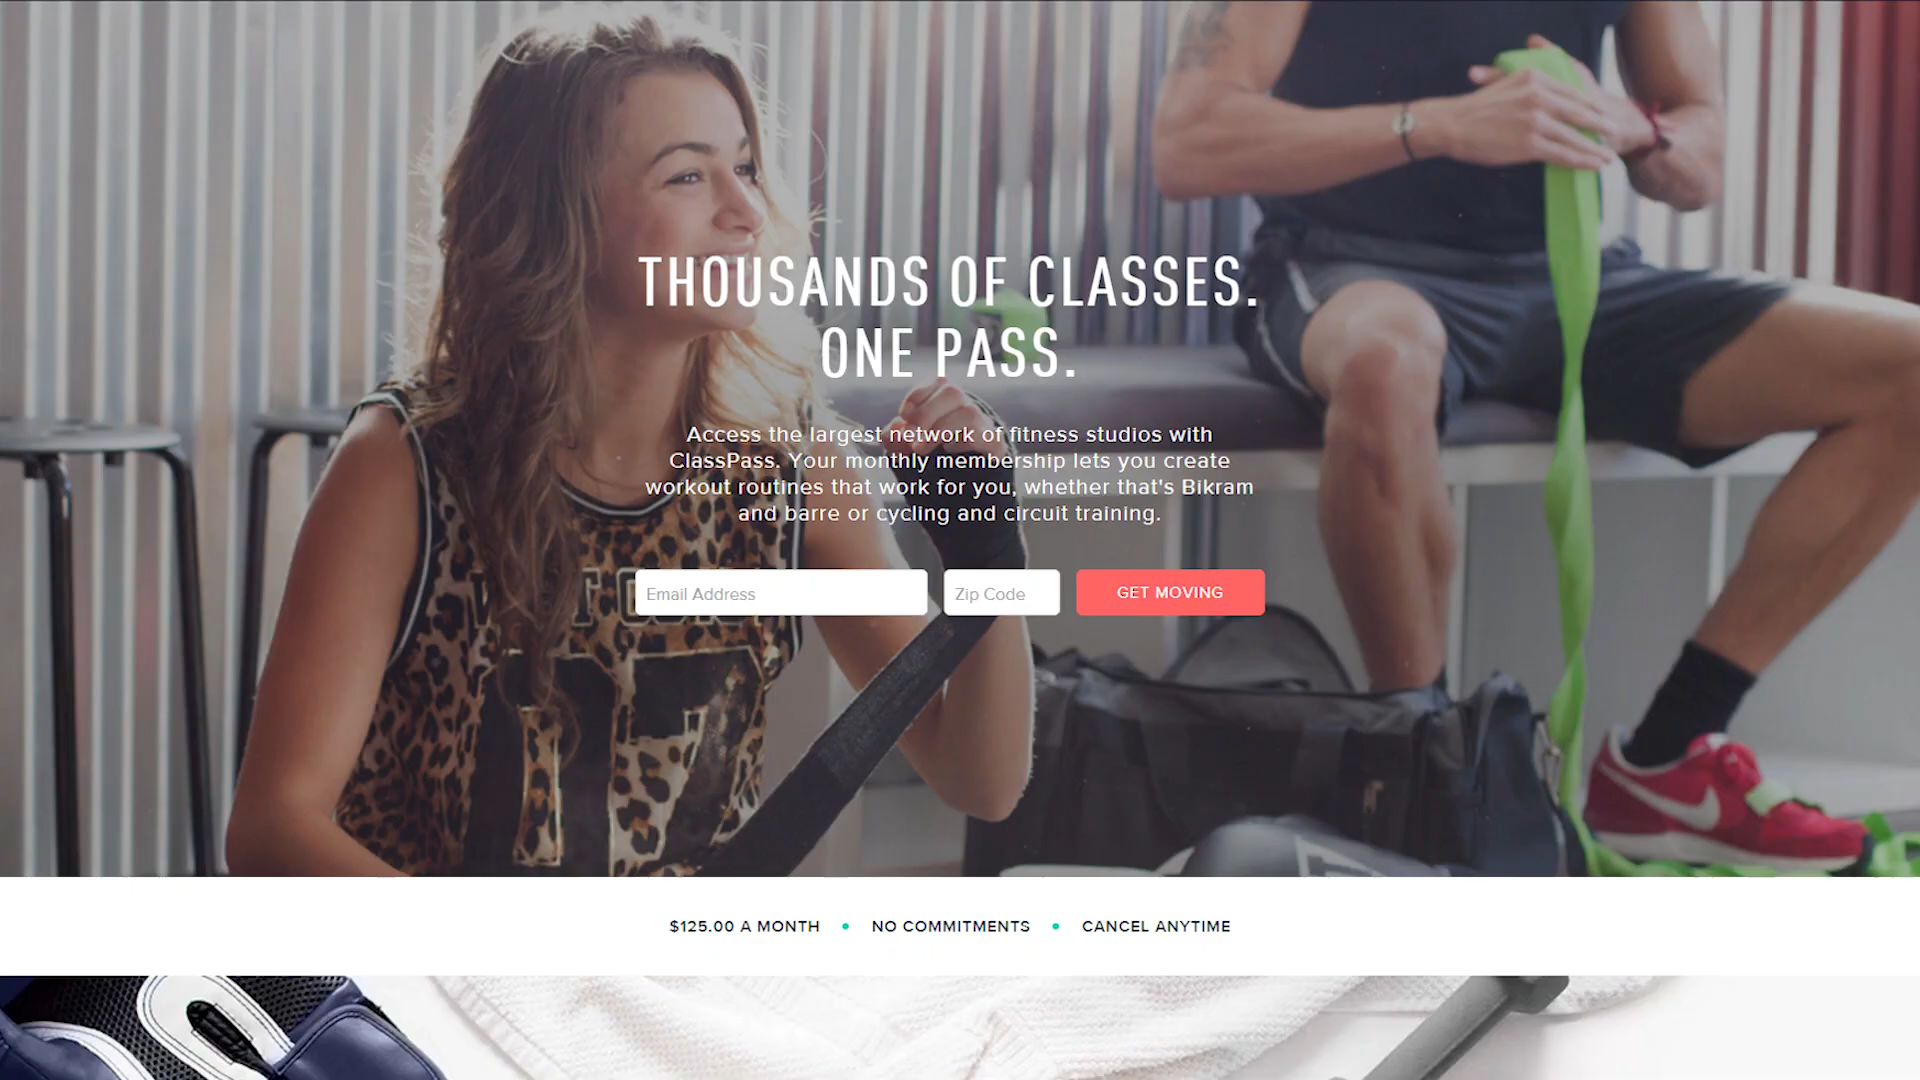 THOUSANDS OF CLASSES.
ONE PASS.
Access the largest network of fitness studios with
ClassPass. Your monthly membership lets you create
workout routines that work for you, whether that's Bikram
and barre or cycling and circuit training.
Email Address Zip Code GET MOVING
17
$125.00 A MONTH • NO COMMITMENTS • CANCEL ANYTIME